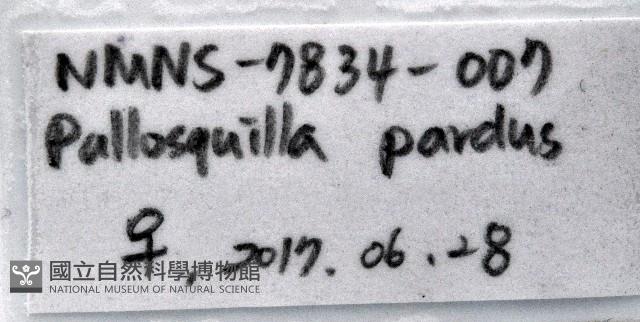 NMNS-7834-007
Pallosquilla pardus
♀, 2017.06.28
國立自然科學博物館
NATIONAL MUSEUM OF NATURAL SCIENCE